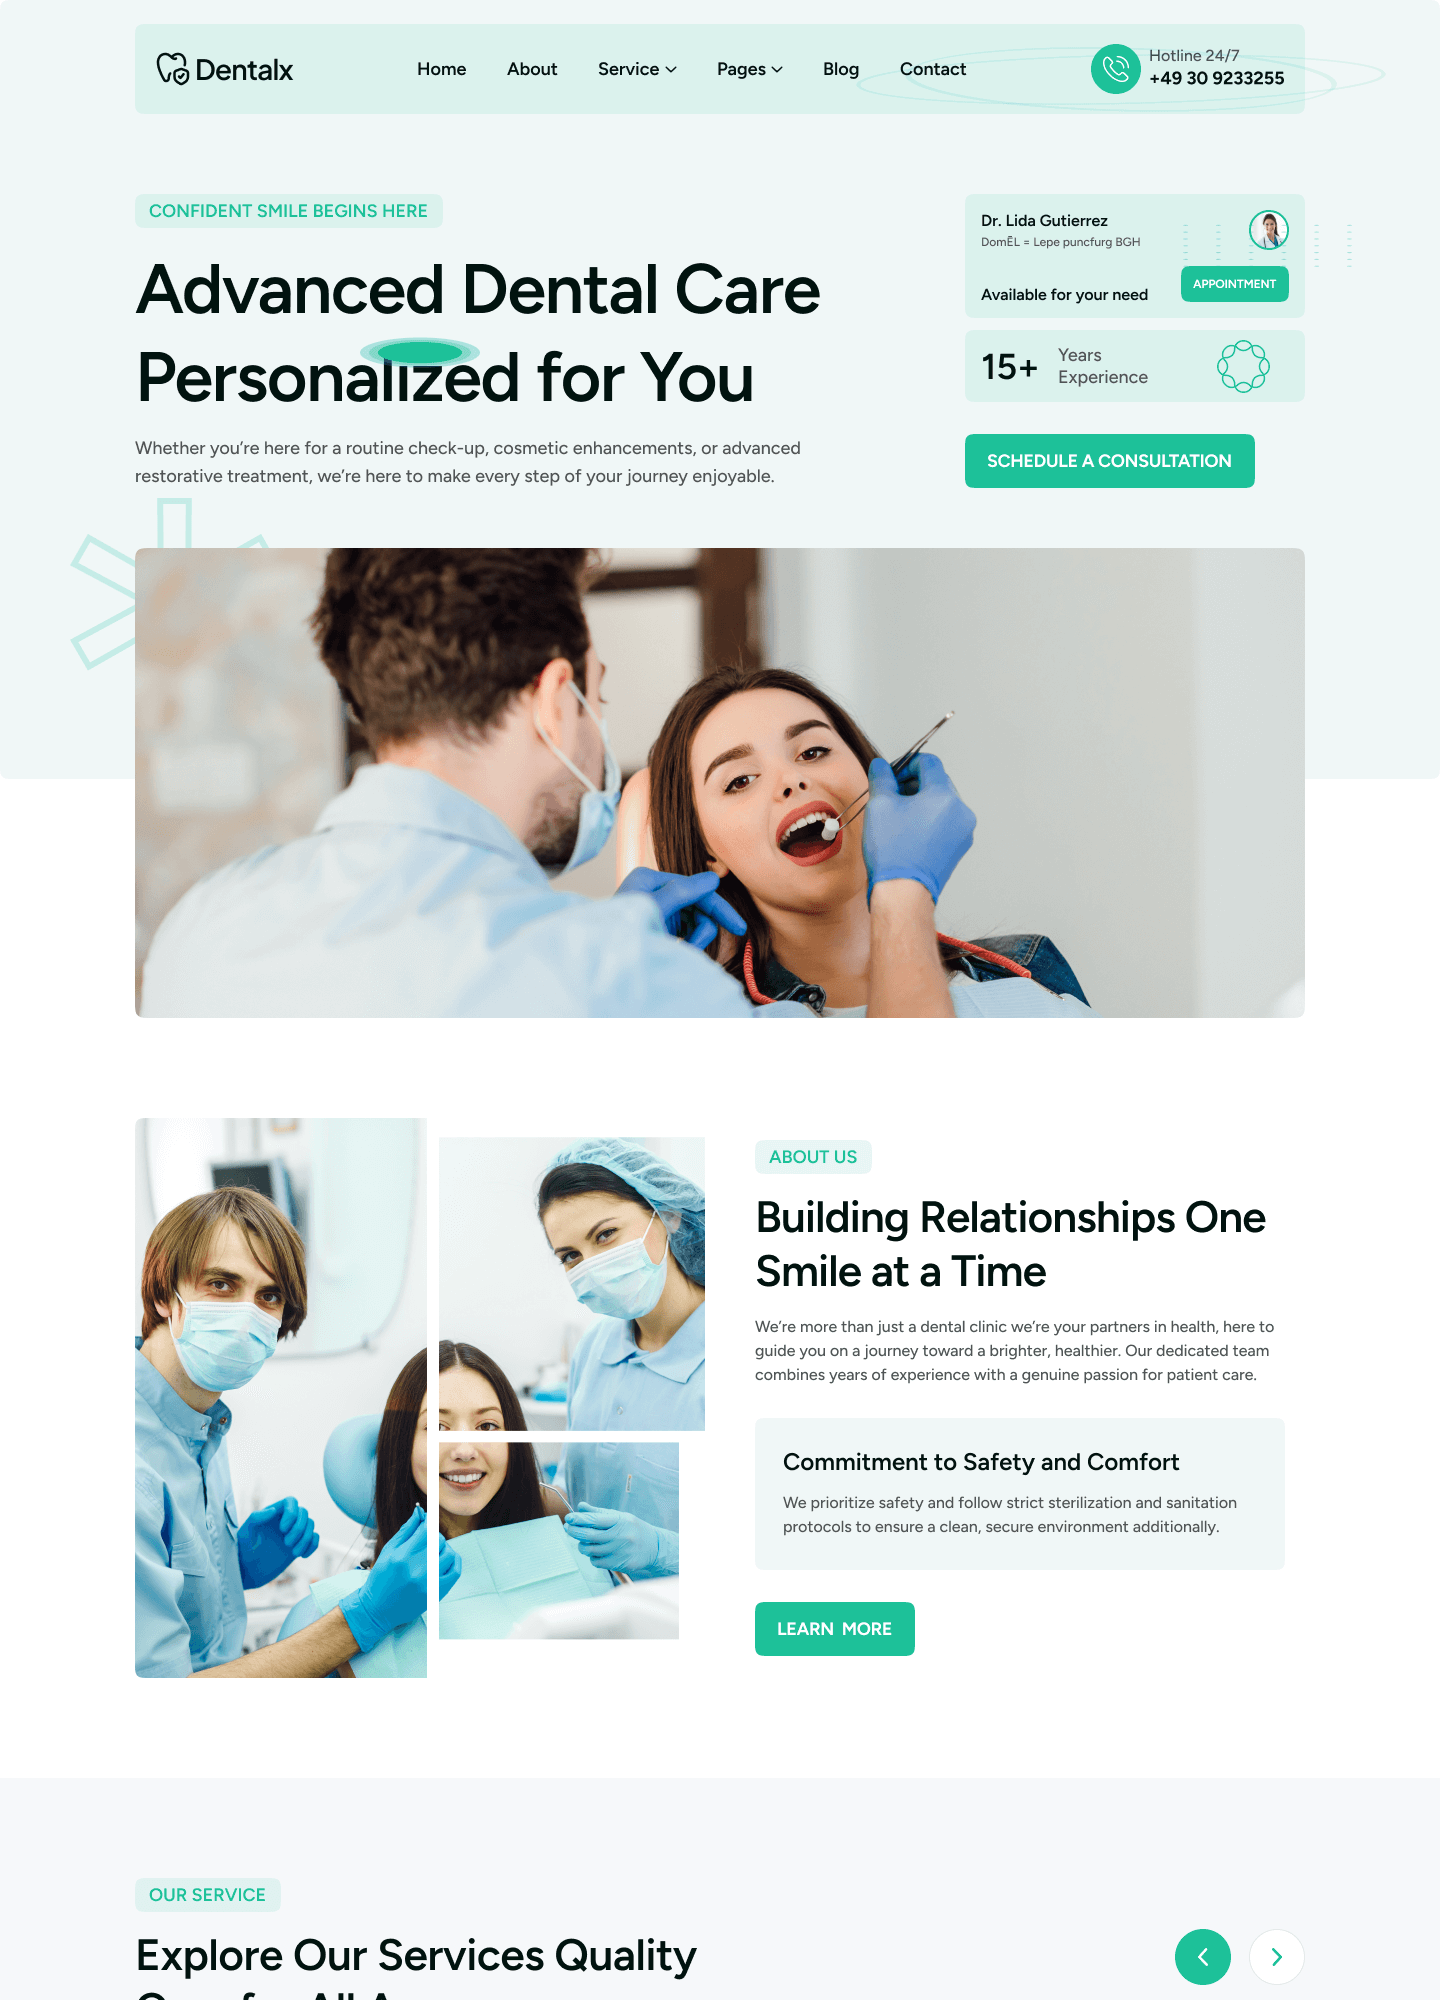 Dentalx
Home
About
Service
Pages
Blog
Contact
Hotline 24/7
+49 30 9233255
CONFIDENT SMILE BEGINS HERE
Advanced Dental Care
Personalized for You
Whether you’re here for a routine check-up, cosmetic enhancements, or advanced
restorative treatment, we’re here to make every step of your journey enjoyable.
Dr. Lida Gutierrez
DomĒL = Lepe puncfurg BGH
Available for your need
APPOINTMENT
15+
Years
Experience
SCHEDULE A CONSULTATION
ABOUT US
Building Relationships One
Smile at a Time
We’re more than just a dental clinic we’re your partners in health, here to
guide you on a journey toward a brighter, healthier. Our dedicated team
combines years of experience with a genuine passion for patient care.
Commitment to Safety and Comfort
We prioritize safety and follow strict sterilization and sanitation
protocols to ensure a clean, secure environment additionally.
LEARN MORE
OUR SERVICE
Explore Our Services Quality